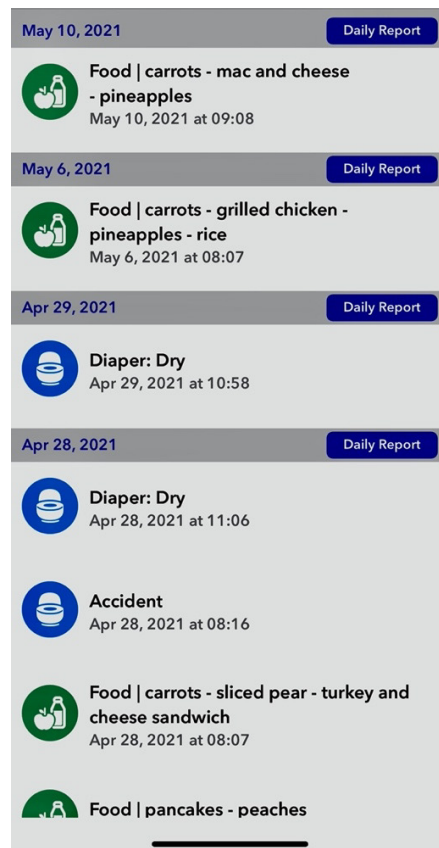 May 10, 2021 Daily Report
Food | carrots - mac and cheese
- pineapples
May 10, 2021 at 09:08
May 6, 2021 Daily Report
Food | carrots - grilled chicken -
pineapples - rice
May 6, 2021 at 08:07
Apr 29, 2021 Daily Report
Diaper: Dry
Apr 29, 2021 at 10:58
Apr 28, 2021 Daily Report
Diaper: Dry
Apr 28, 2021 at 11:06
Accident
Apr 28, 2021 at 08:16
Food | carrots - sliced pear - turkey and
cheese sandwich
Apr 28, 2021 at 08:07
Food | pancakes - peaches